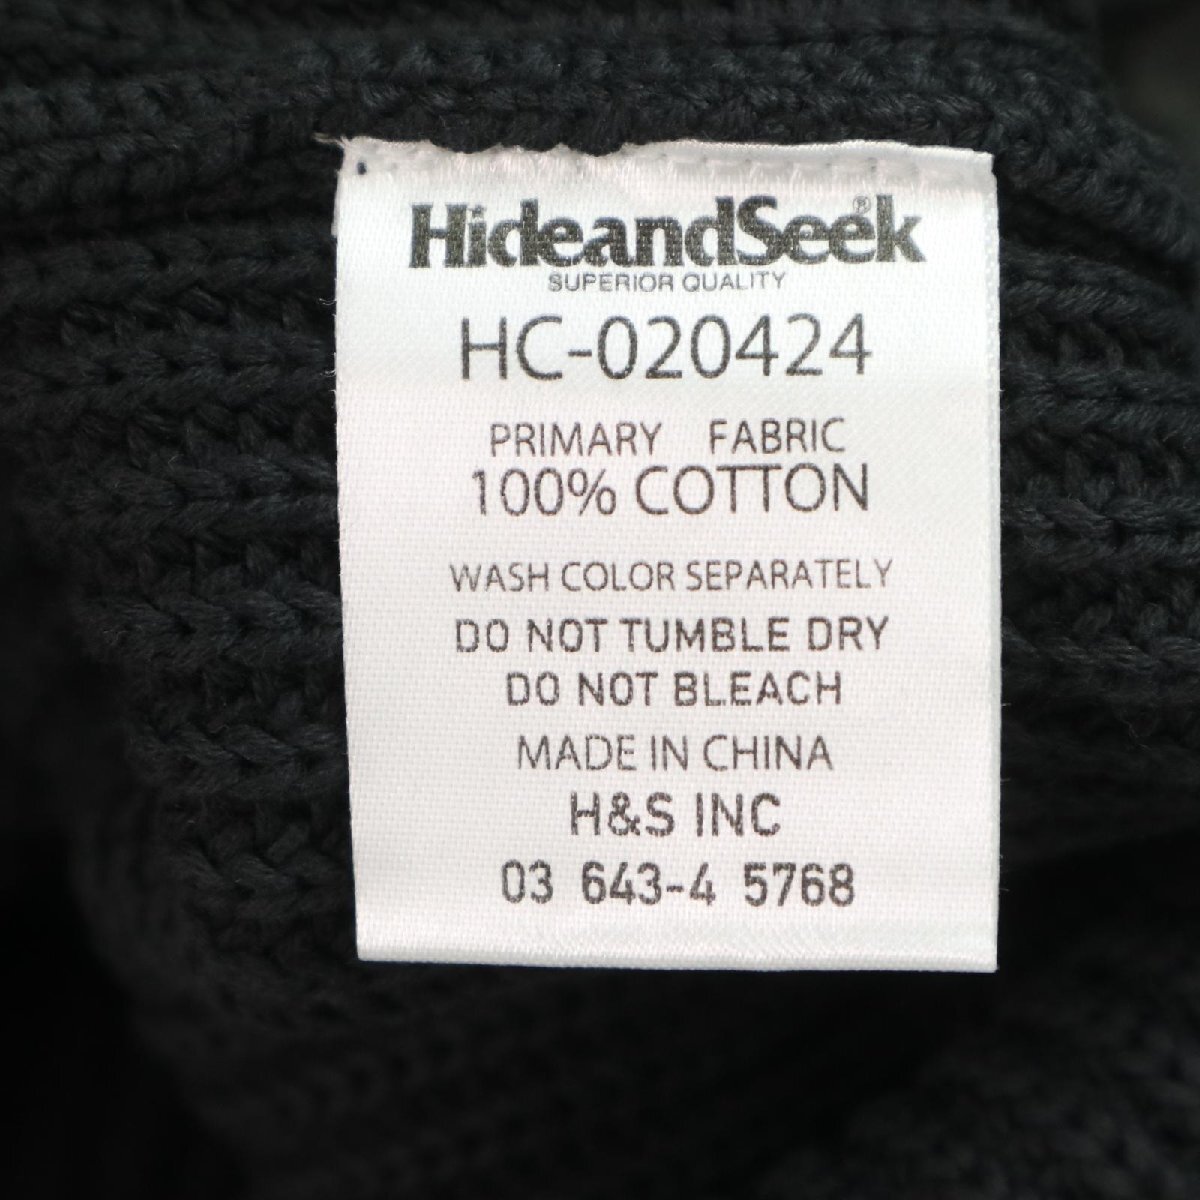 HideandSeek®
SUPERIOR QUALITY
HC-020424
PRIMARY FABRIC
100% COTTON
WASH COLOR SEPARATELY
DO NOT TUMBLE DRY
DO NOT BLEACH
MADE IN CHINA
H&S INC
03 643-4 5768